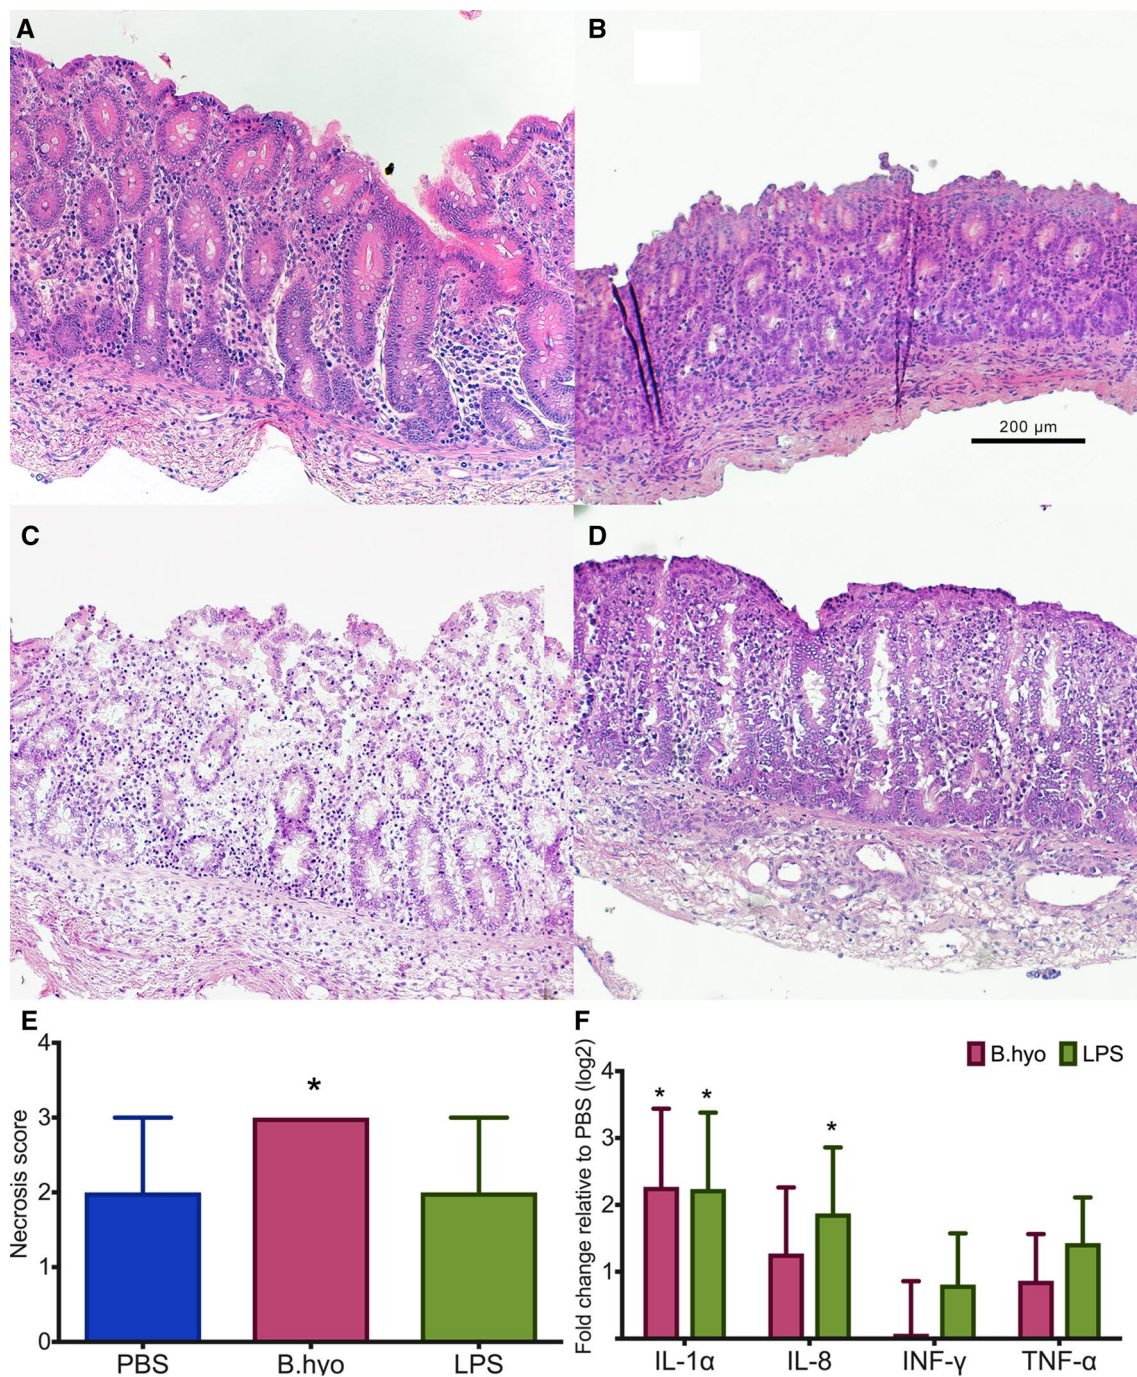 A
B
200 µm
C
D
E
4
3
2
1
0
Necrosis score
*
PBS
B.hyo
LPS
F
B.hyo
LPS
Fold change relative to PBS (log2)
4
3
2
1
* * *
IL-1α
IL-8
INF-γ
TNF-α